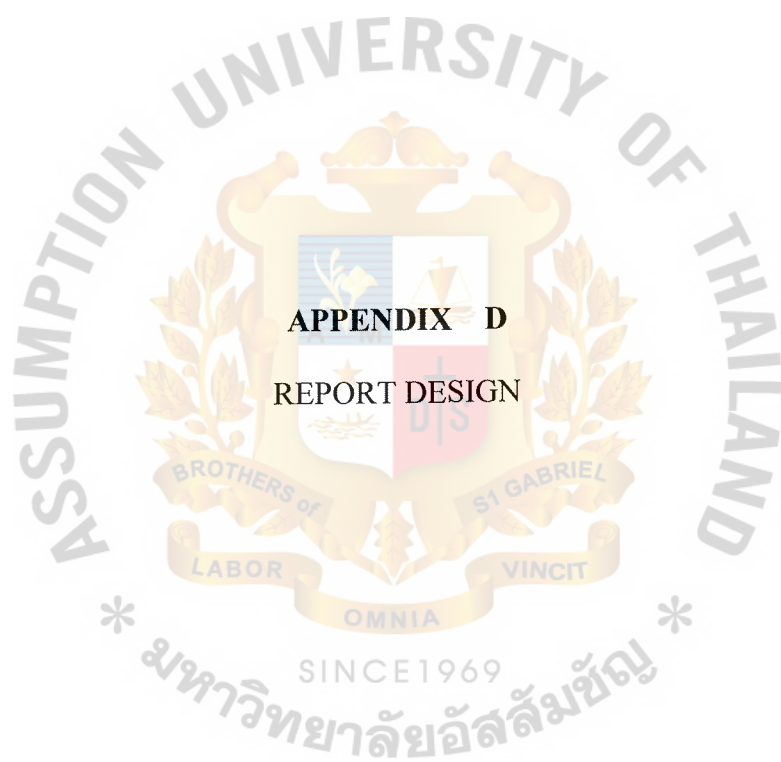 ASSUMPTION UNIVERSITY OF THAILAND
A M
APPENDIX D
REPORT DESIGN
D S
BROTHERS of ST GABRIEL
LABOR OMNIA VINCIT
SINCE1969
* มหาวิทยาลัยอัสสัมชัญ *